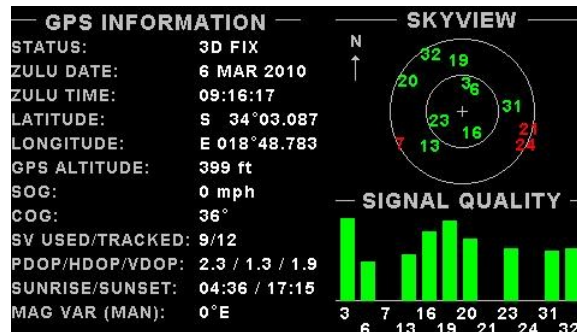 GPS INFORMATION
STATUS: 3D FIX
ZULU DATE: 6 MAR 2010
ZULU TIME: 09:16:17
LATITUDE: S 34°03.087
LONGITUDE: E 018°48.783
GPS ALTITUDE: 399 ft
SOG: 0 mph
COG: 36°
SV USED/TRACKED: 9/12
PDOP/HDOP/VDOP: 2.3 / 1.3 / 1.9
SUNRISE/SUNSET: 04:36 / 17:15
MAG VAR (MAN): 0°E
SKYVIEW
N
32 19
20 3 6
31
23 21
7 13 16 24
SIGNAL QUALITY
3 7 16 20 23 31
6 13 19 21 24 32